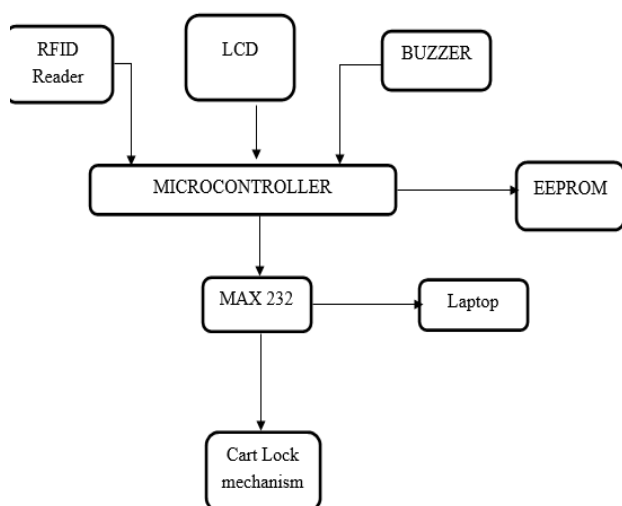 RFID
Reader
LCD
BUZZER
MICROCONTROLLER
EEPROM
MAX 232
Laptop
Cart Lock
mechanism